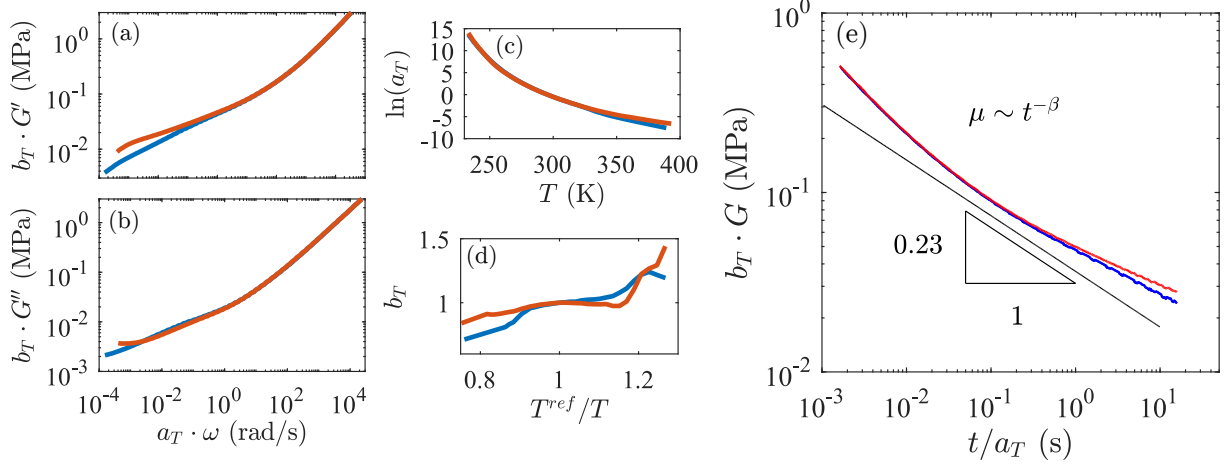 (a)
b_T · G′ (MPa)
10^0
10^-1
10^-2
(b)
b_T · G″ (MPa)
10^0
10^-1
10^-2
10^-3
10^-4 10^-2 10^0 10^2 10^4
a_T · ω (rad/s)
(c)
ln(a_T)
15
10
5
0
-5
-10
250 300 350 400
T (K)
(d)
b_T
1.5
1
0.8 1 1.2
T^ref/T
(e)
b_T · G (MPa)
10^0
10^-1
10^-2
μ ∼ t^-β
0.23
1
10^-3 10^-2 10^-1 10^0 10^1
t/a_T (s)